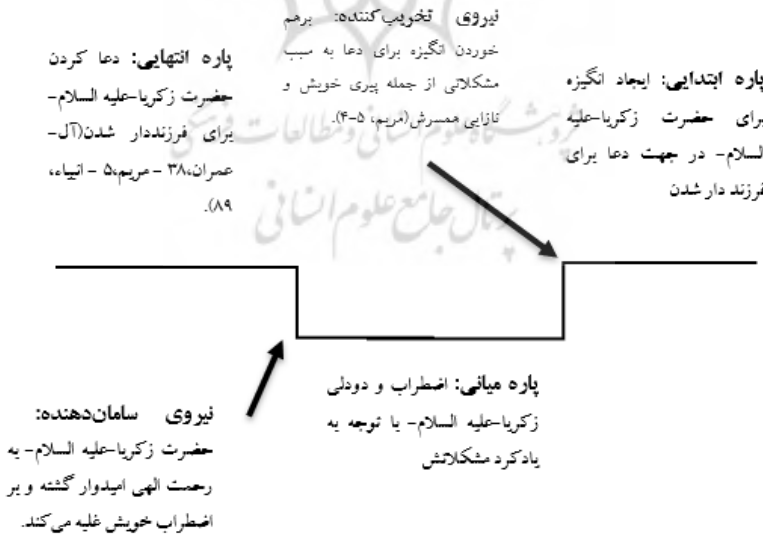 پاره ابتدایی: ایجاد انگیزه
برای حضرت زکریا-علیه
السلام- در جهت دعا برای
فرزند دار شدن
نیروی تخریب‌کننده: برهم
خوردن انگیزه برای دعا به سبب
مشکلاتی از جمله پیری خویش و
نازایی همسرش(مریم، ۵-۴).
پاره انتهایی: دعا کردن
حضرت زکریا-علیه السلام-
برای فرزنددار شدن(آل-
عمران،۳۸ - مریم،۵ - انبیاء،
۸۹).
پرتال جامع علوم انسانی
پاره میانی: اضطراب و دودلی
زکریا-علیه السلام- با توجه به
یادکرد مشکلاتش
نیروی سامان‌دهنده:
حضرت زکریا-علیه السلام- به
رحمت الهی امیدوار گشته و بر
اضطراب خویش غلبه می‌کند.